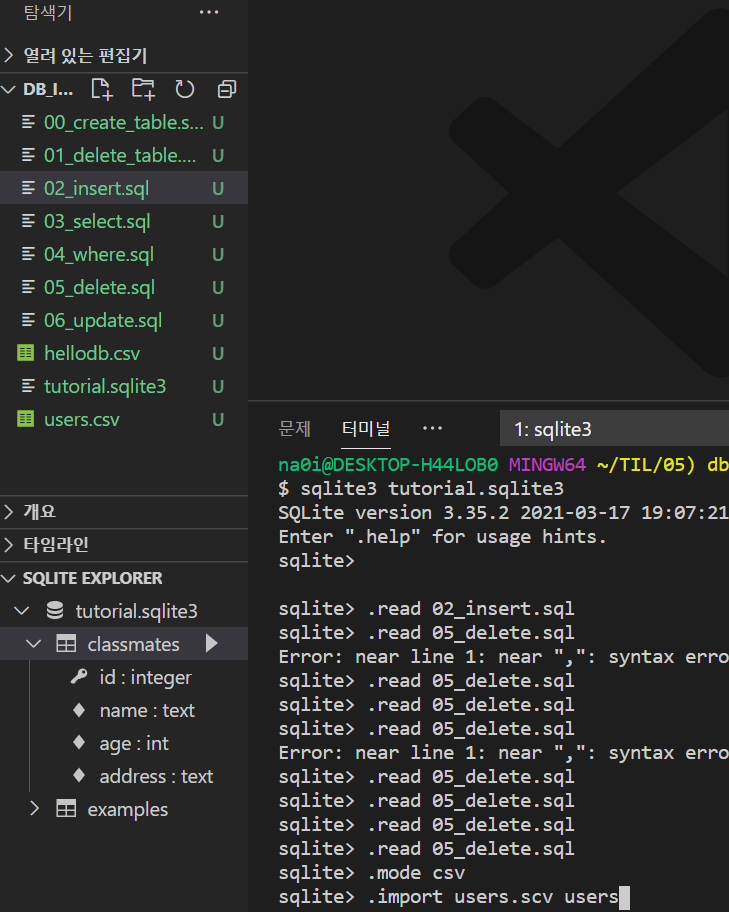 탐색기 ...
열려 있는 편집기
DB_I...
00_create_table.s... U
01_delete_table.... U
02_insert.sql U
03_select.sql U
04_where.sql U
05_delete.sql U
06_update.sql U
hellodb.csv U
tutorial.sqlite3 U
users.csv U
개요
타임라인
SQLITE EXPLORER
tutorial.sqlite3
classmates
id : integer
name : text
age : int
address : text
examples
문제 터미널 ... 1: sqlite3
na0i@DESKTOP-H44LOB0 MINGW64 ~/TIL/05) db
$ sqlite3 tutorial.sqlite3
SQLite version 3.35.2 2021-03-17 19:07:21
Enter ".help" for usage hints.
sqlite>
sqlite> .read 02_insert.sql
sqlite> .read 05_delete.sql
Error: near line 1: near ",": syntax erro
sqlite> .read 05_delete.sql
sqlite> .read 05_delete.sql
sqlite> .read 05_delete.sql
Error: near line 1: near ",": syntax erro
sqlite> .read 05_delete.sql
sqlite> .read 05_delete.sql
sqlite> .read 05_delete.sql
sqlite> .read 05_delete.sql
sqlite> .mode csv
sqlite> .import users.scv users